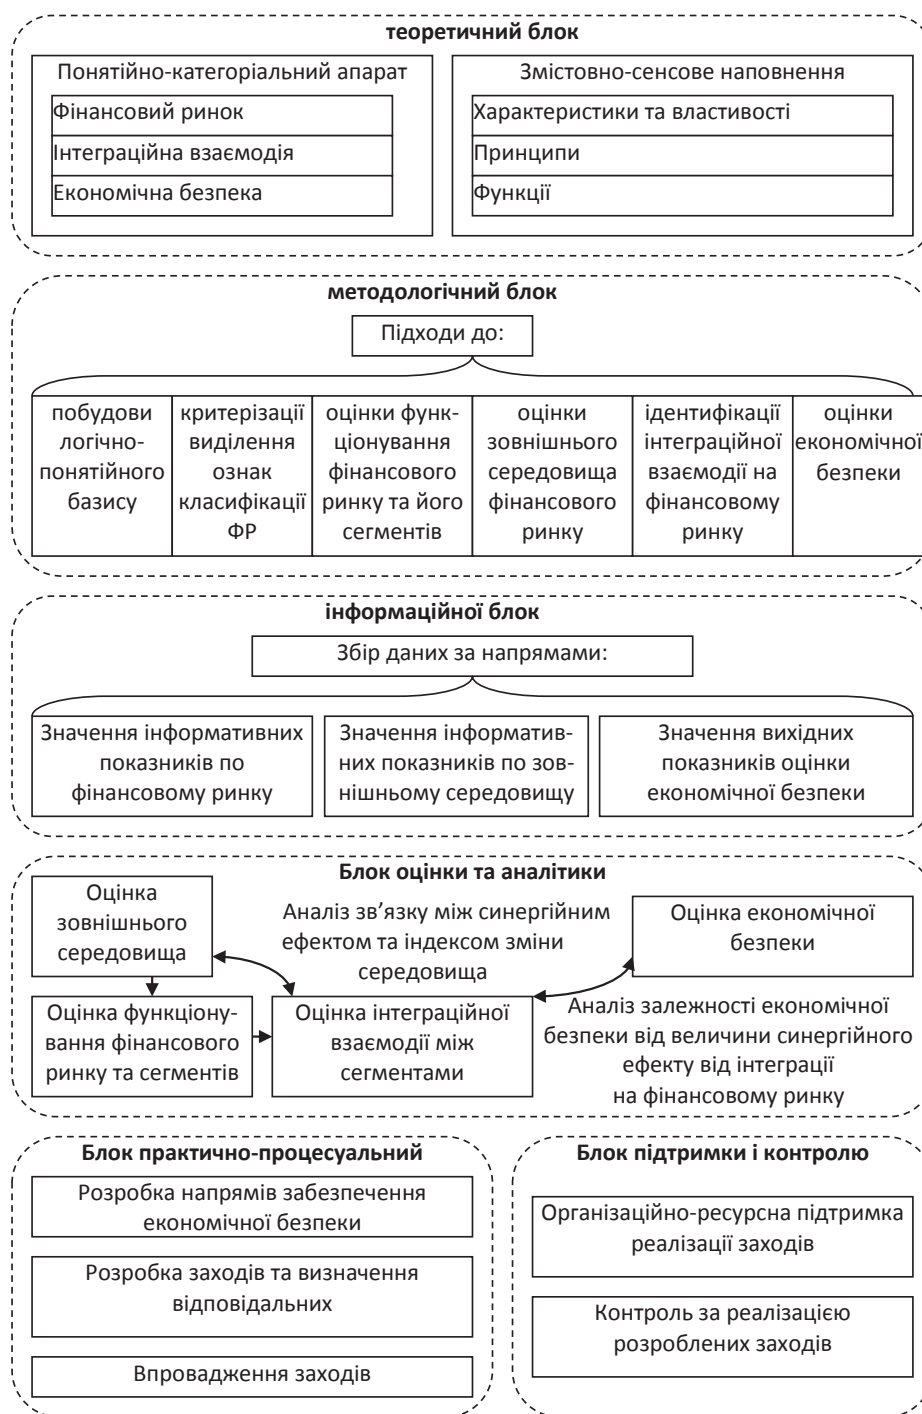 теоретичний блок
Понятійно-категоріальний апарат
Фінансовий ринок
Інтеграційна взаємодія
Економічна безпека
Змістовно-сенсове наповнення
Характеристики та властивості
Принципи
Функції
методологічний блок
Підходи до:
побудови
логічно-
понятійного
базису
критерізації
виділення
ознак
класифікації
ФР
оцінки функ-
ціонування
фінансового
ринку та його
сегментів
оцінки
зовнішнього
середовища
фінансового
ринку
ідентифікації
інтеграційної
взаємодії на
фінансовому
ринку
оцінки
економічної
безпеки
інформаційної блок
Збір даних за напрямами:
Значення інформативних
показників по
фінансовому ринку
Значення інформатив-
них показників по зов-
нішньому середовищу
Значення вихідних
показників оцінки
економічної безпеки
Блок оцінки та аналітики
Оцінка
зовнішнього
середовища
Аналіз зв’язку між синергійним
ефектом та індексом зміни
середовища
Оцінка економічної
безпеки
Оцінка функціону-
вання фінансового
ринку та сегментів
Оцінка інтеграційної
взаємодії між
сегментами
Аналіз залежності економічної
безпеки від величини синергійного
ефекту від інтеграції
на фінансовому ринку
Блок практично-процесуальний
Розробка напрямів забезпечення
економічної безпеки
Розробка заходів та визначення
відповідальних
Впровадження заходів
Блок підтримки і контролю
Організаційно-ресурсна підтримка
реалізації заходів
Контроль за реалізацією
розроблених заходів